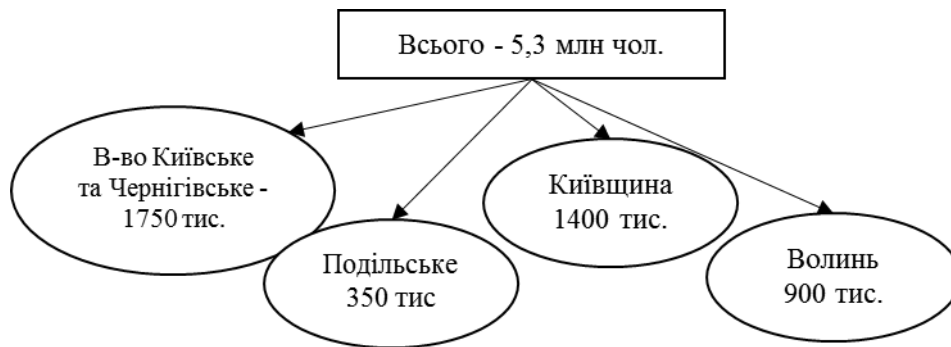 Всього - 5,3 млн чол.
В-во Київське
та Чернігівське -
1750 тис.
Подільське
350 тис
Київщина
1400 тис.
Волинь
900 тис.